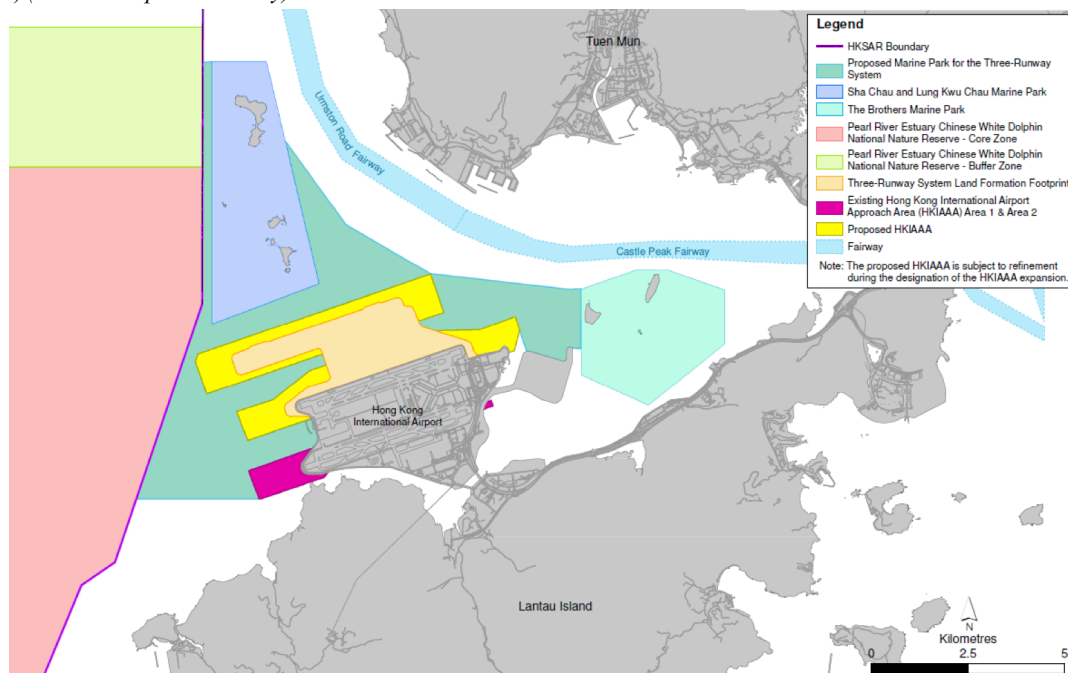 Tuen Mun
Urmston Road Fairway
Castle Peak Fairway
Hong Kong
International Airport
Lantau Island
Legend
HKSAR Boundary
Proposed Marine Park for the Three-Runway
System
Sha Chau and Lung Kwu Chau Marine Park
The Brothers Marine Park
Pearl River Estuary Chinese White Dolphin
National Nature Reserve - Core Zone
Pearl River Estuary Chinese White Dolphin
National Nature Reserve - Buffer Zone
Three-Runway System Land Formation Footprint
Existing Hong Kong International Airport
Approach Area (HKIAAA) Area 1 & Area 2
Proposed HKIAAA
Fairway
Note: The proposed HKIAAA is subject to refinement
during the designation of the HKIAAA expansion.
N
Kilometres
0 2.5 5